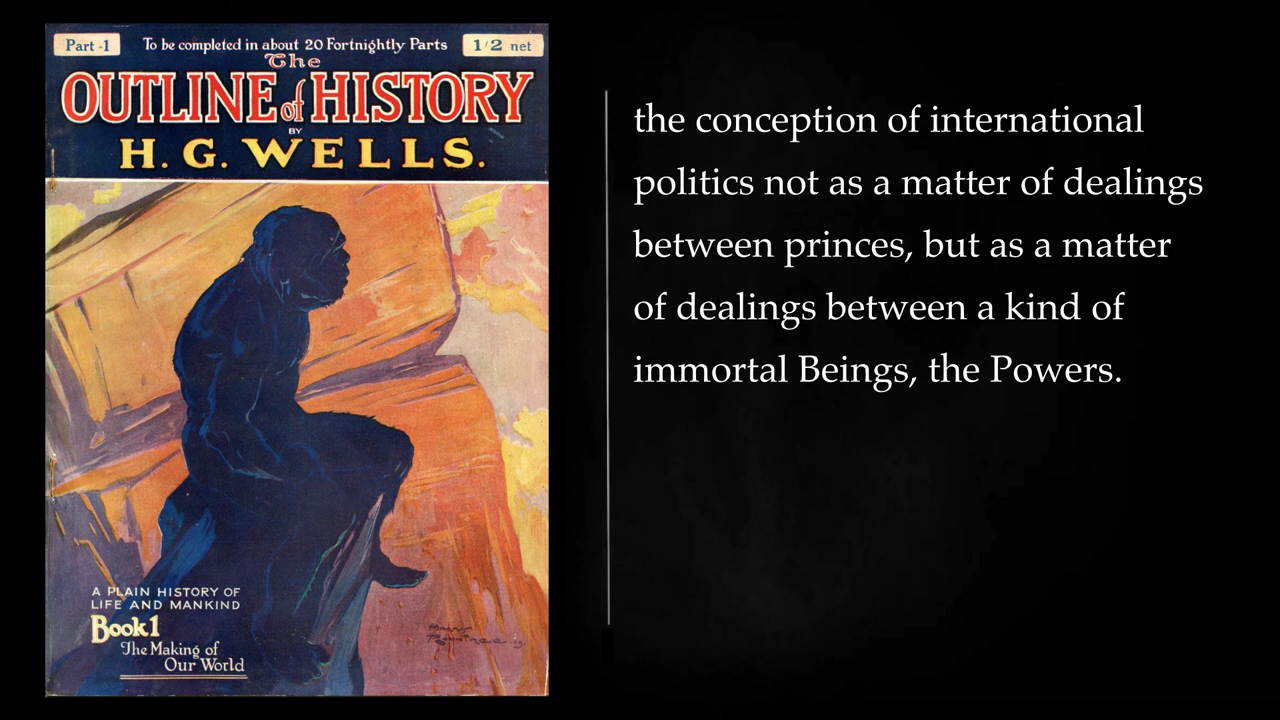 Part -1
To be completed in about 20 Fortnightly Parts
1/2 net
The
OUTLINE of HISTORY
BY
H. G. WELLS.
A PLAIN HISTORY OF
LIFE AND MANKIND
Book 1
The Making of
Our World
the conception of international
politics not as a matter of dealings
between princes, but as a matter
of dealings between a kind of
immortal Beings, the Powers.